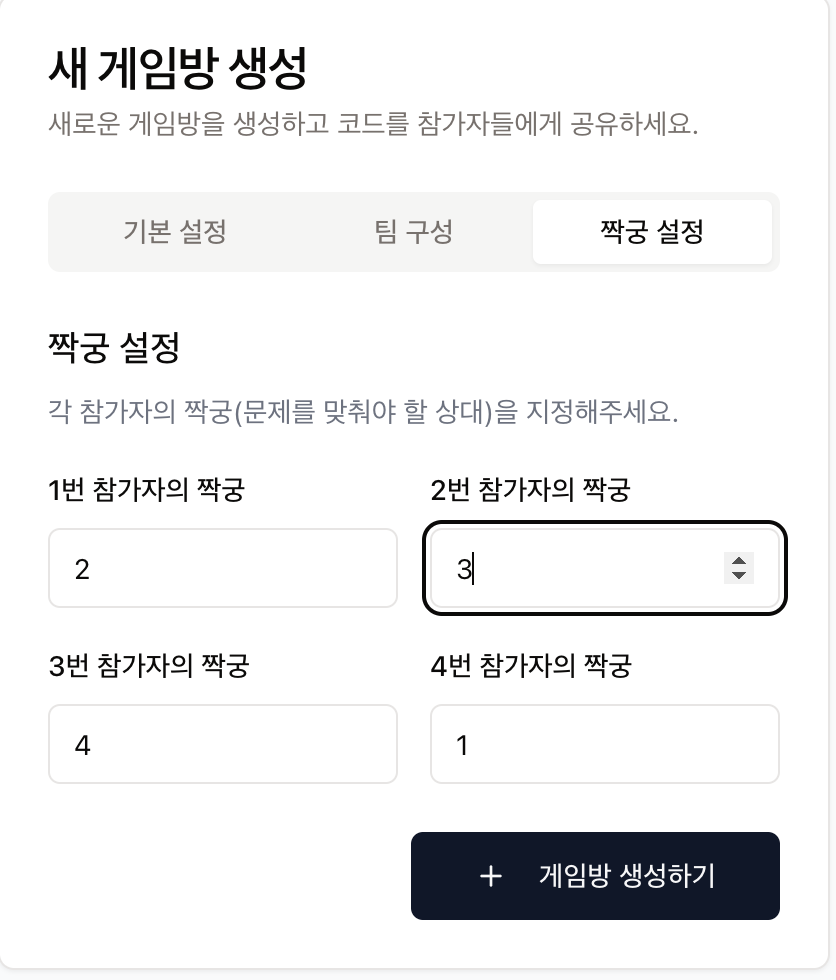 새 게임방 생성
새로운 게임방을 생성하고 코드를 참가자들에게 공유하세요.
기본 설정 팀 구성 짝궁 설정
짝궁 설정
각 참가자의 짝궁(문제를 맞춰야 할 상대)을 지정해주세요.
1번 참가자의 짝궁 2번 참가자의 짝궁
2 3
3번 참가자의 짝궁 4번 참가자의 짝궁
4 1
+ 게임방 생성하기